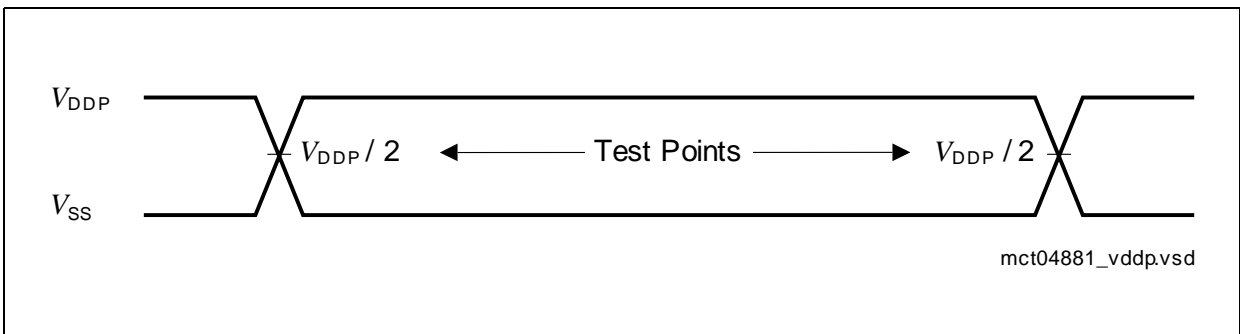 VDDP
VDDP / 2 Test Points VDDP / 2
VSS
mct04881_vddp.vsd